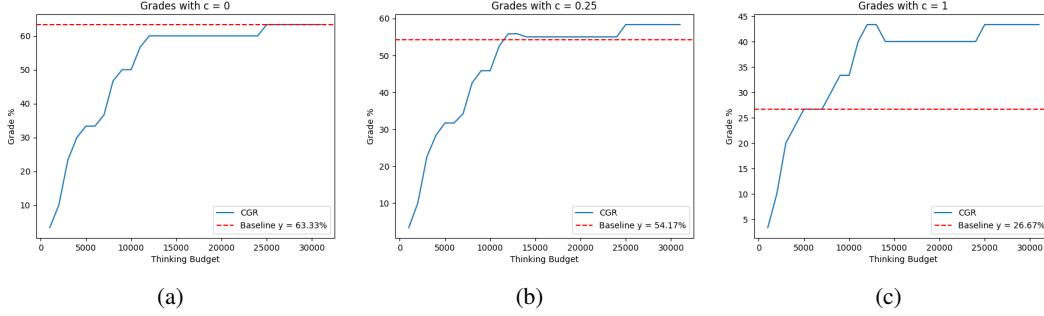 Grades with c = 0
Grade %
60
50
40
30
20
10
0
5000
10000
15000
20000
25000
30000
Thinking Budget
CGR
Baseline y = 63.33%
(a)
Grades with c = 0.25
Grade %
60
50
40
30
20
10
0
5000
10000
15000
20000
25000
30000
Thinking Budget
CGR
Baseline y = 54.17%
(b)
Grades with c = 1
Grade %
45
40
35
30
25
20
15
10
5
0
5000
10000
15000
20000
25000
30000
Thinking Budget
CGR
Baseline y = 26.67%
(c)